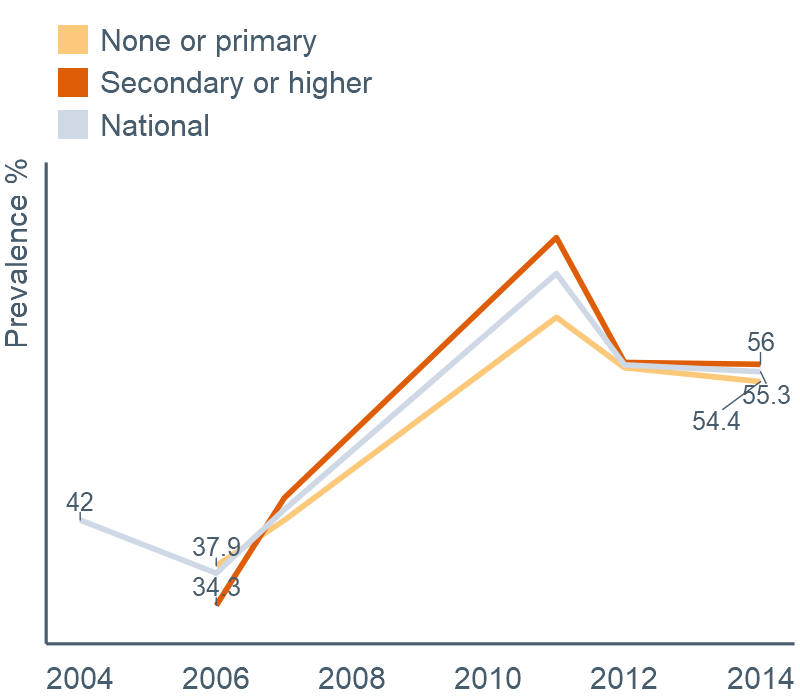 None or primary
Secondary or higher
National
Prevalence %
56
55.3
54.4
42
37.9
34.3
2004 2006 2008 2010 2012 2014